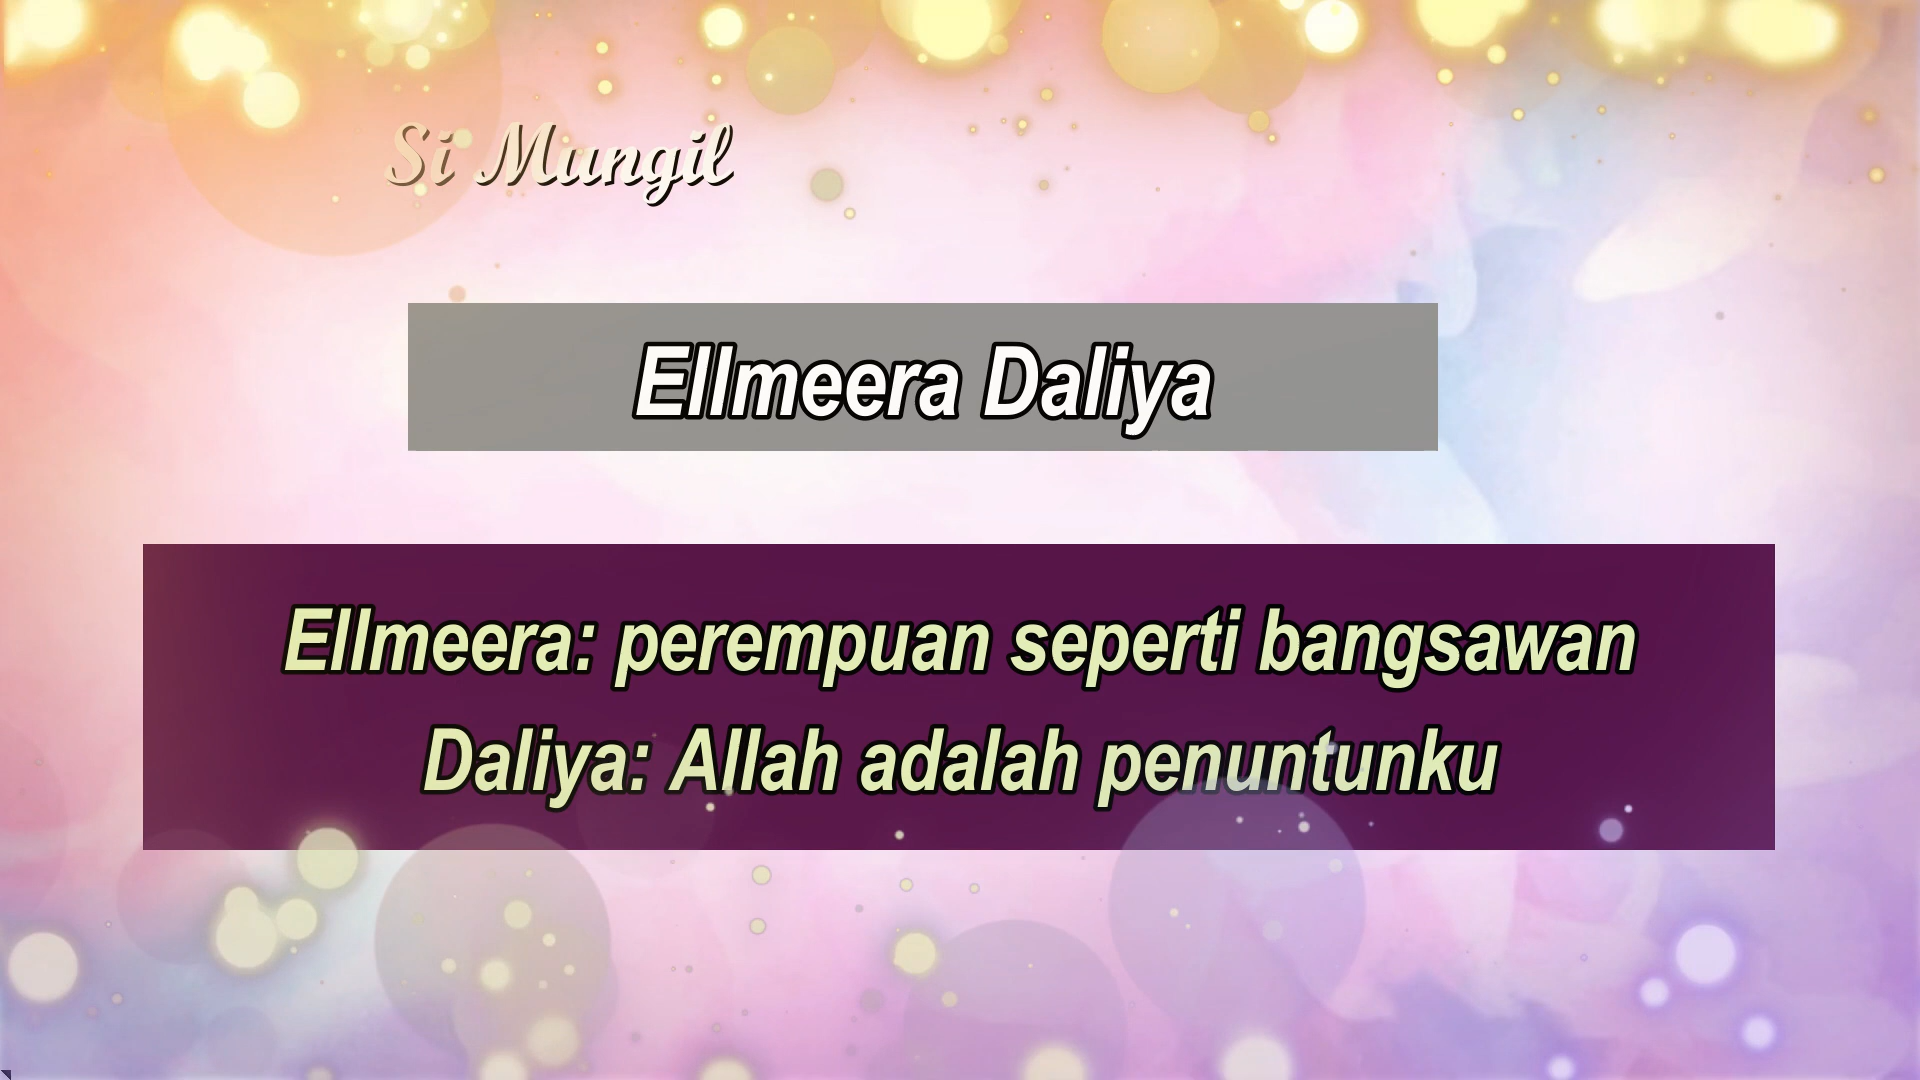 Si Mungil
Ellmeera Daliya
Ellmeera: perempuan seperti bangsawan
Daliya: Allah adalah penuntunku